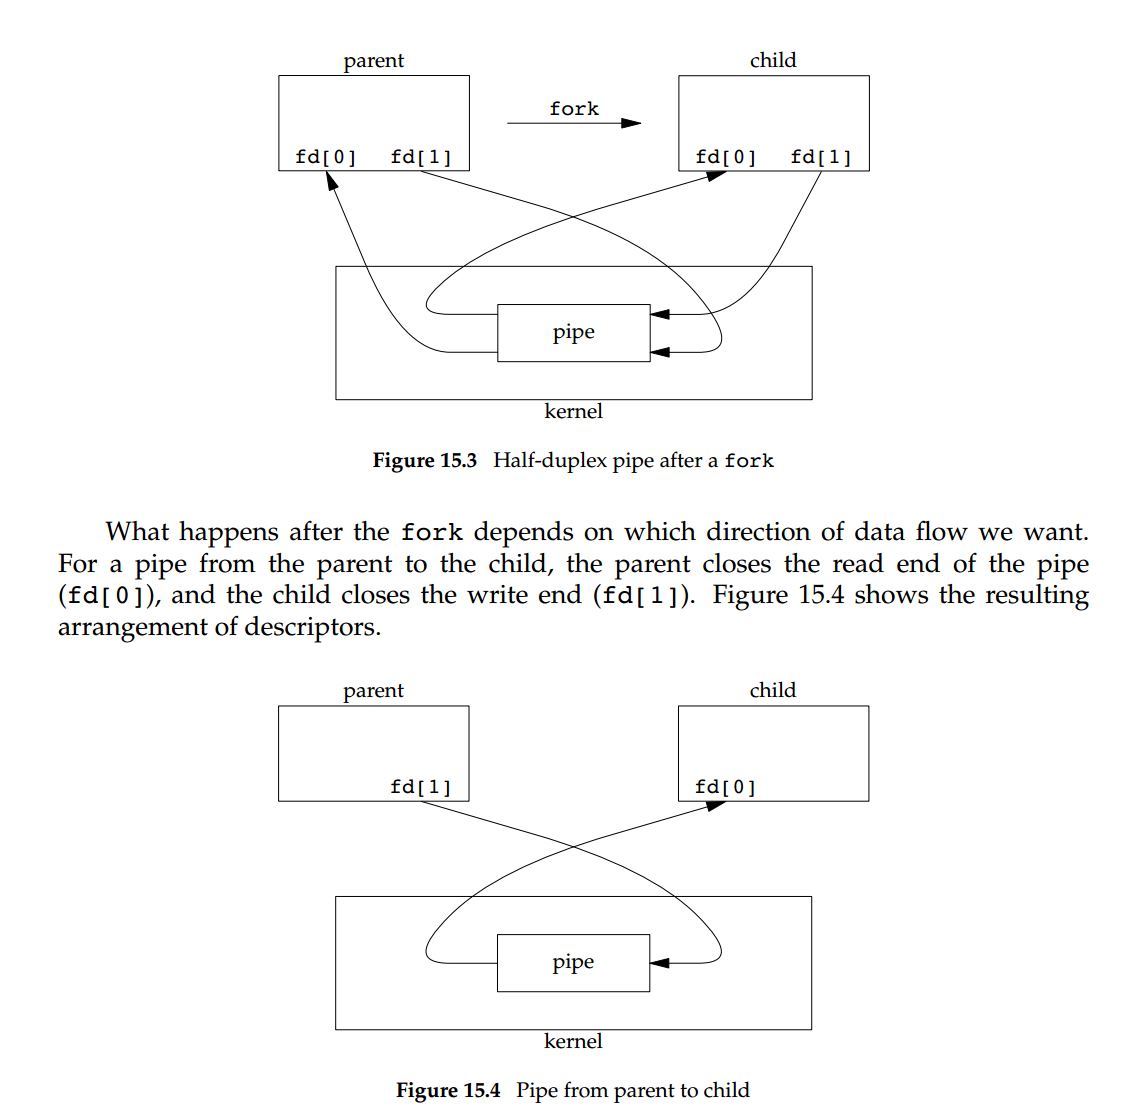 parent child
fork
fd[0] fd[1] fd[0] fd[1]
pipe
kernel
Figure 15.3 Half-duplex pipe after a fork
What happens after the fork depends on which direction of data flow we want.
For a pipe from the parent to the child, the parent closes the read end of the pipe
(fd[0]), and the child closes the write end (fd[1]). Figure 15.4 shows the resulting
arrangement of descriptors.
parent child
fd[1] fd[0]
pipe
kernel
Figure 15.4 Pipe from parent to child